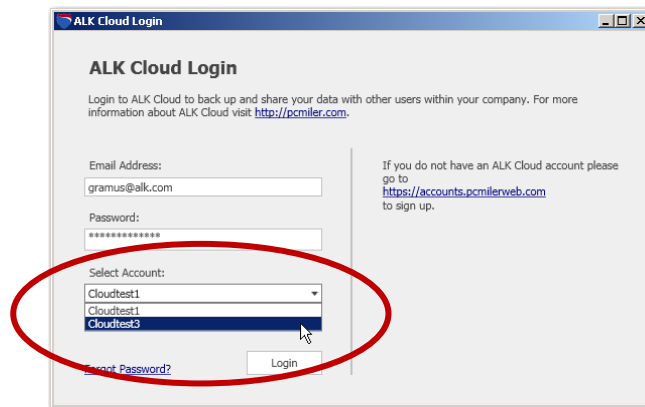 ALK Cloud Login
ALK Cloud Login
Login to ALK Cloud to back up and share your data with other users within your company. For more
information about ALK Cloud visit http://pcmiler.com.
Email Address:
gramus@alk.com
Password:
*************
Select Account:
Cloudtest1
Cloudtest1
Cloudtest3
Forgot Password?
Login
If you do not have an ALK Cloud account please
go to
https://accounts.pcmilerweb.com
to sign up.